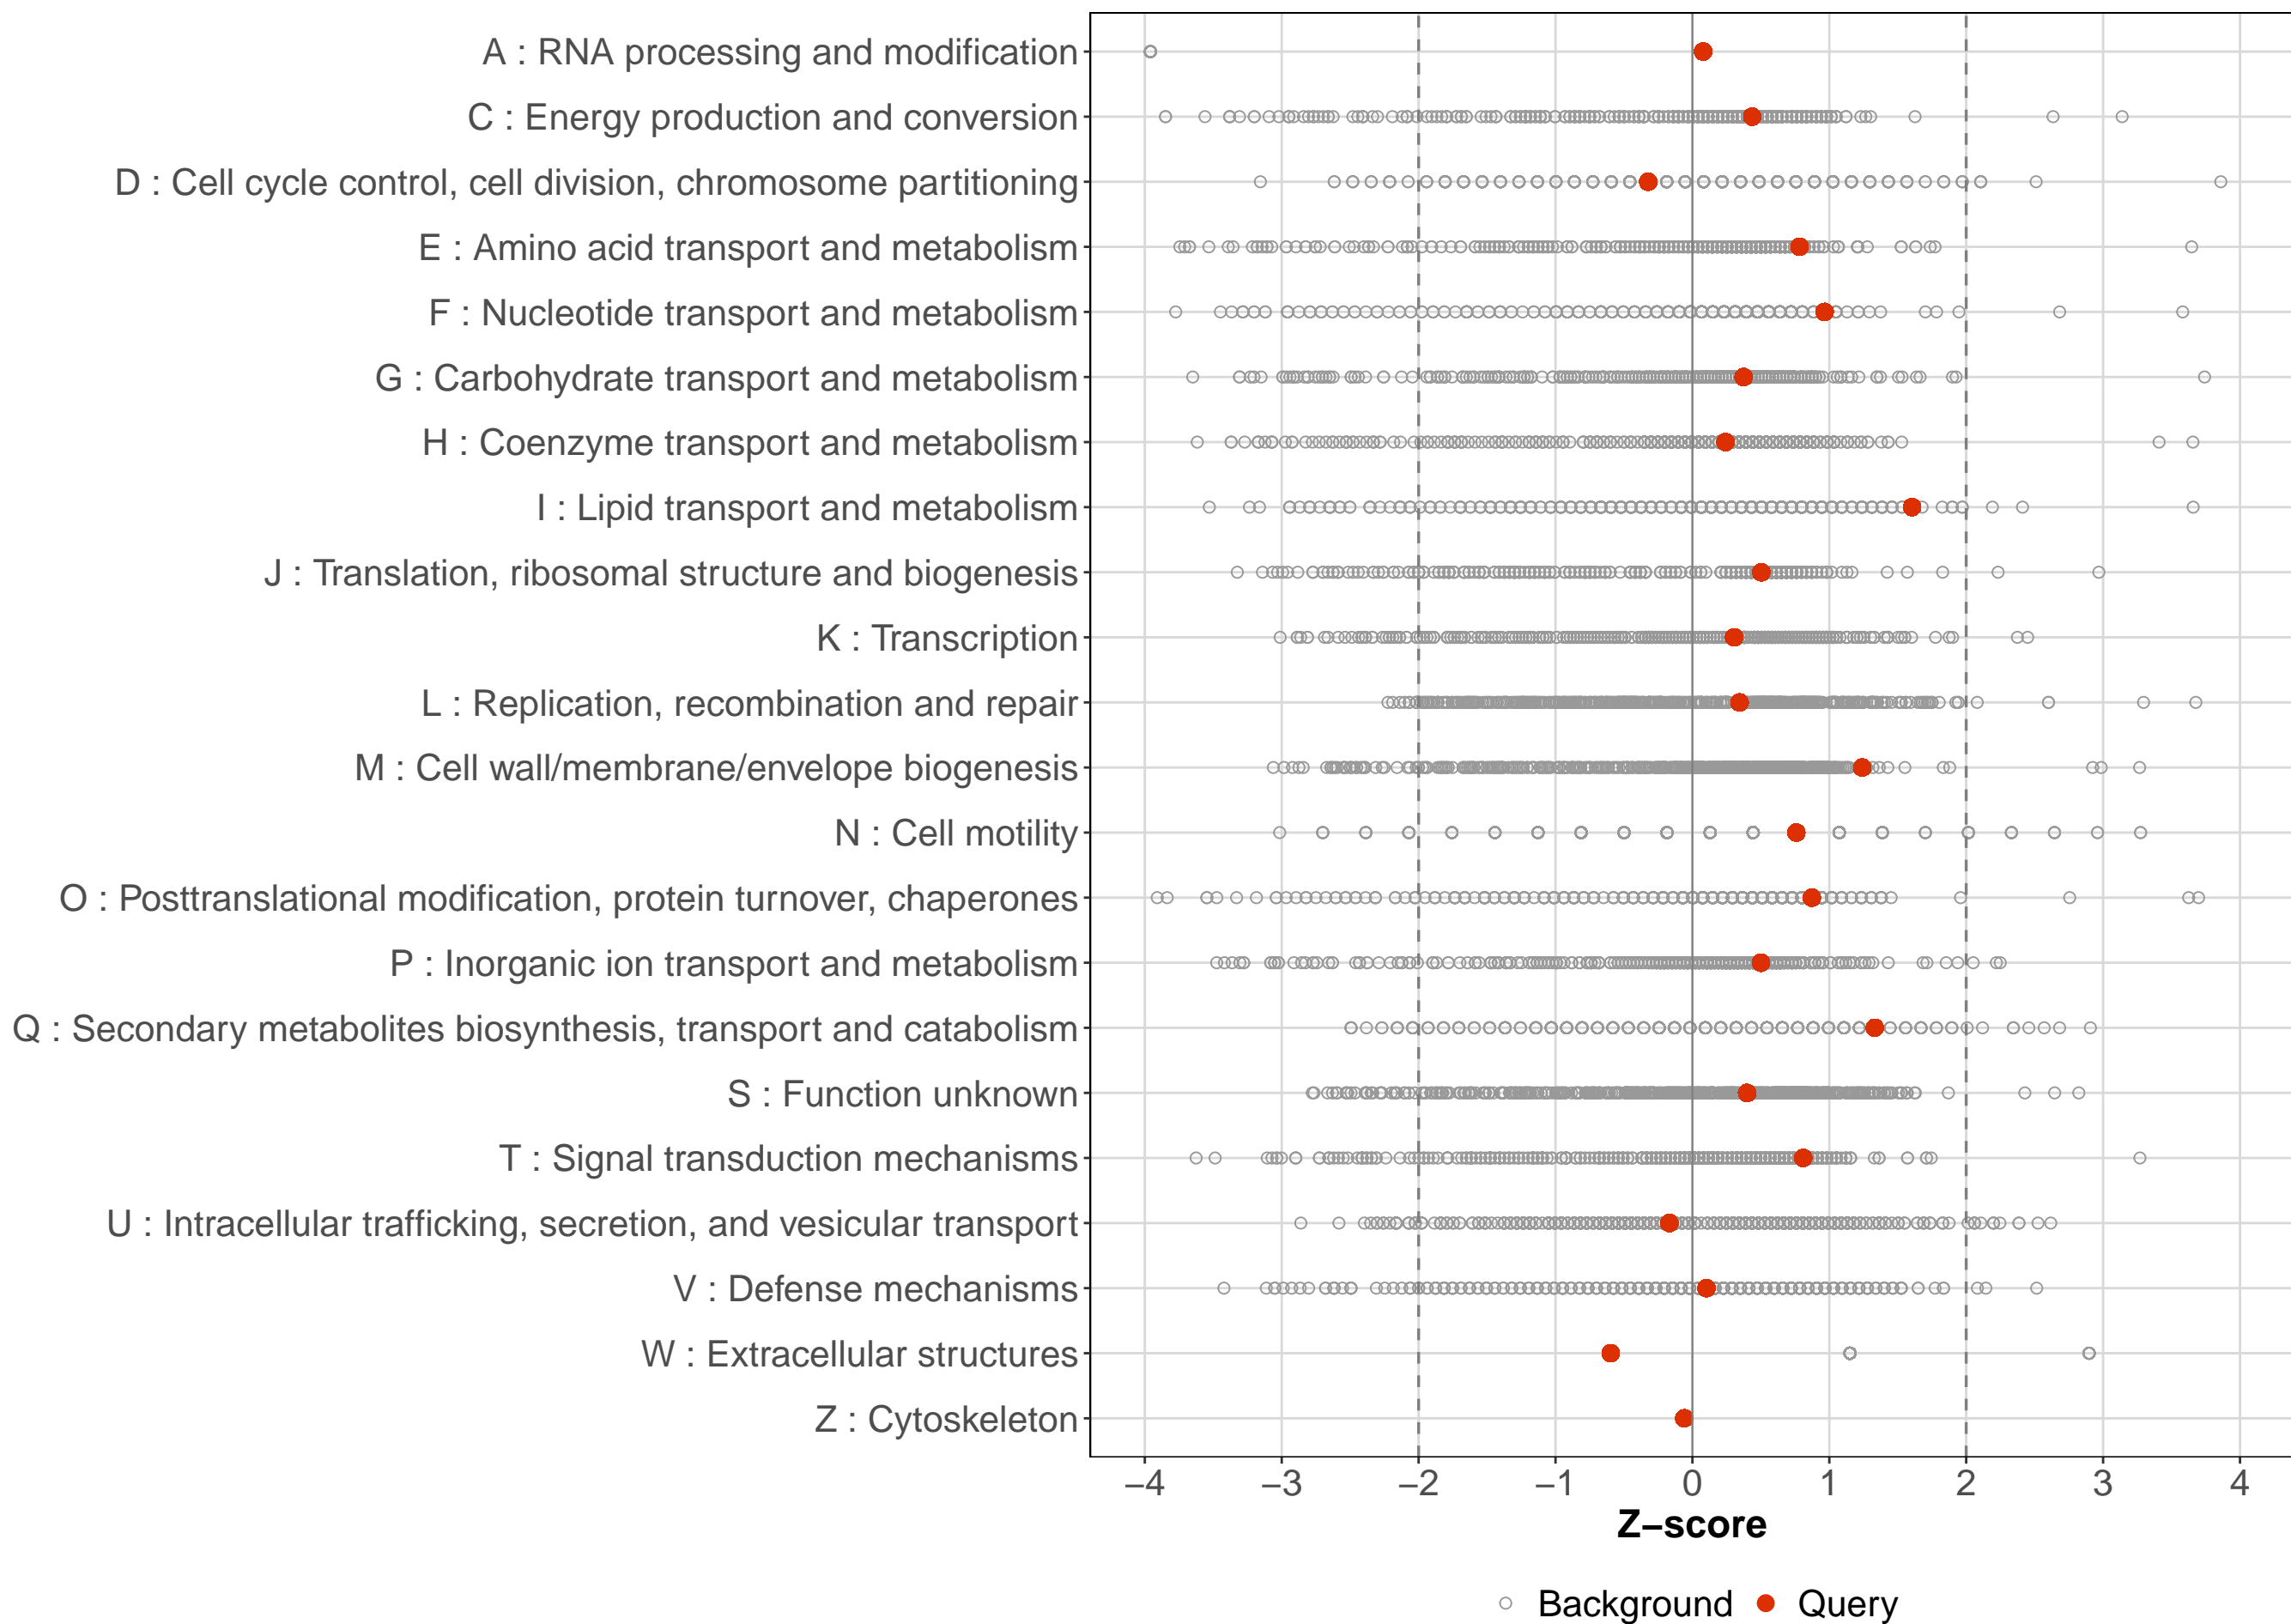 A : RNA processing and modification
C : Energy production and conversion
D : Cell cycle control, cell division, chromosome partitioning
E : Amino acid transport and metabolism
F : Nucleotide transport and metabolism
G : Carbohydrate transport and metabolism
H : Coenzyme transport and metabolism
I : Lipid transport and metabolism
J : Translation, ribosomal structure and biogenesis
K : Transcription
L : Replication, recombination and repair
M : Cell wall/membrane/envelope biogenesis
N : Cell motility
O : Posttranslational modification, protein turnover, chaperones
P : Inorganic ion transport and metabolism
Q : Secondary metabolites biosynthesis, transport and catabolism
S : Function unknown
T : Signal transduction mechanisms
U : Intracellular trafficking, secretion, and vesicular transport
V : Defense mechanisms
W : Extracellular structures
Z : Cytoskeleton
−4 −3 −2 −1 0 1 2 3 4
Z−score
Background Query